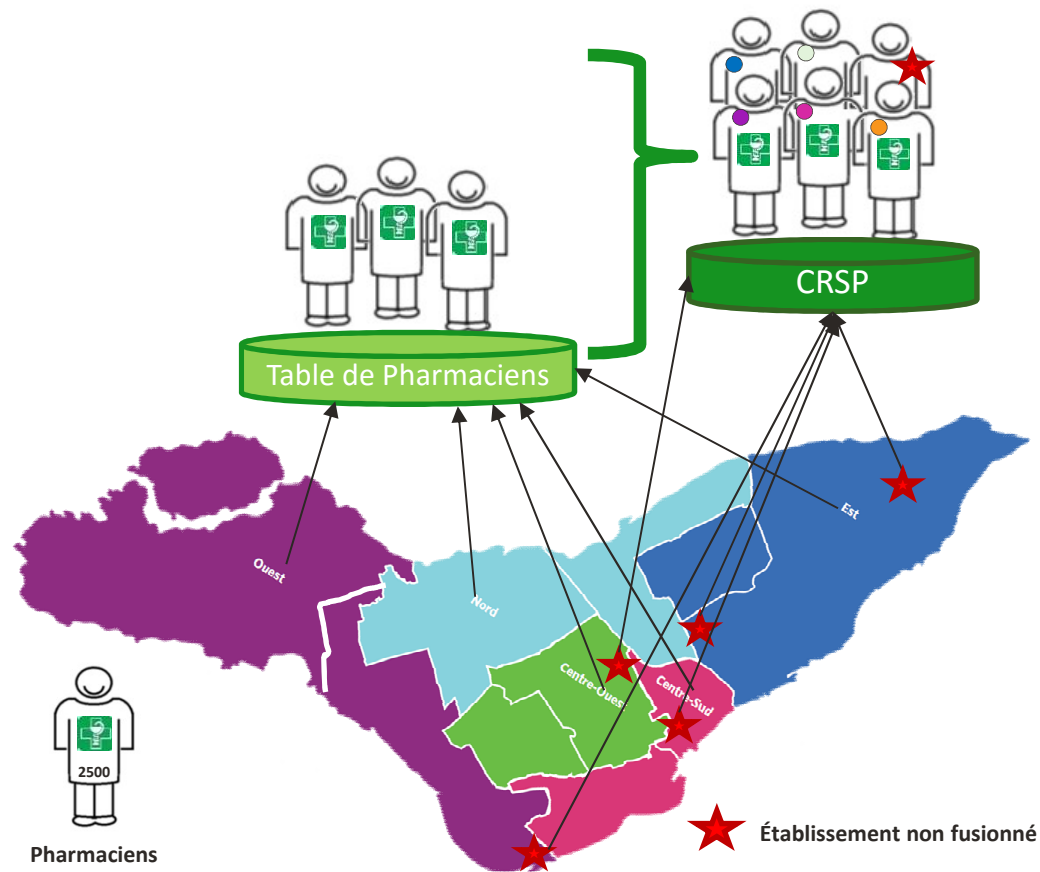 CRSP
Table de Pharmaciens
Ouest
Nord
Est
Centre-Ouest
Centre-Sud
2500
Pharmaciens
Établissement non fusionné